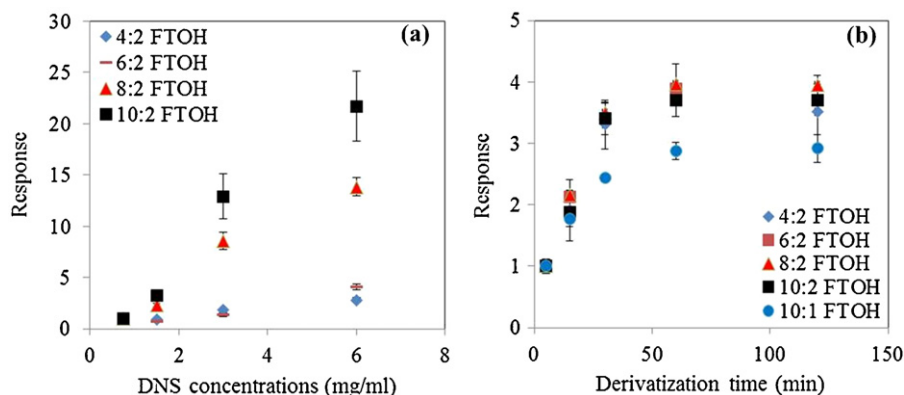 (a)
4:2 FTOH
6:2 FTOH
8:2 FTOH
10:2 FTOH
Response
30
25
20
15
10
5
0
0 2 4 6 8
DNS concentrations (mg/ml)
(b)
Response
5
4
3
2
1
0
4:2 FTOH
6:2 FTOH
8:2 FTOH
10:2 FTOH
10:1 FTOH
0 50 100 150
Derivatization time (min)